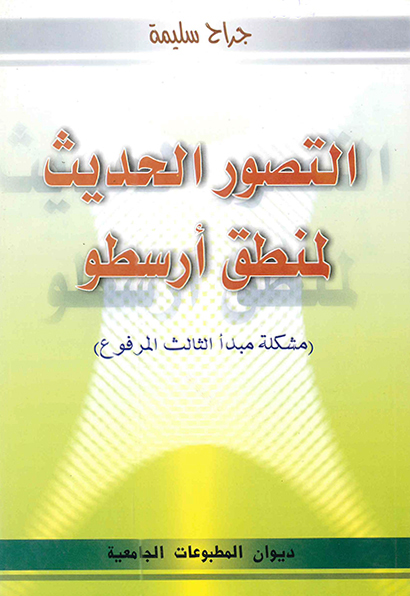 جراح سليمة
التصور الحديث
لمنطق أرسطو
(مشكلة مبدأ الثالث المرفوع)
ديوان المطبوعات الجامعية